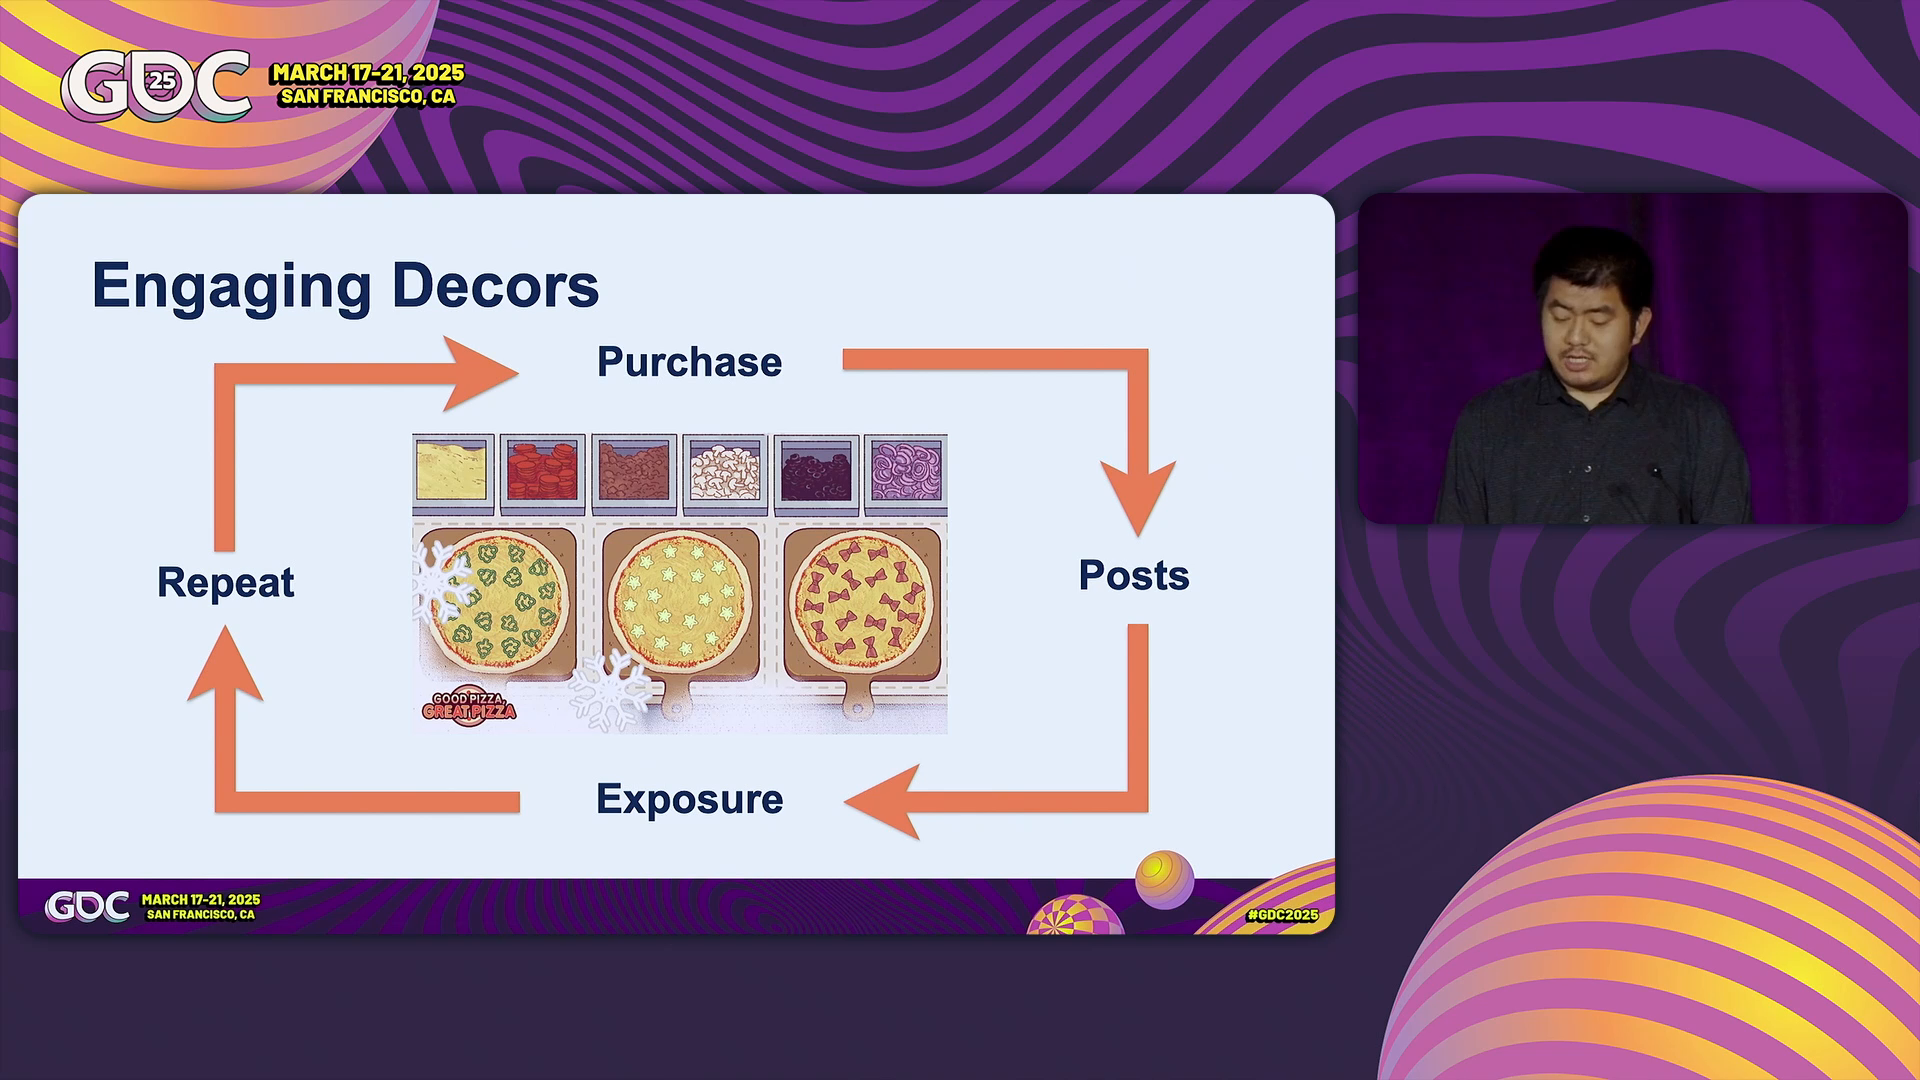 GDC 25
MARCH 17-21, 2025
SAN FRANCISCO, CA
Engaging Decors
Purchase
Repeat
Posts
GOOD PIZZA,
GREAT PIZZA
Exposure
GDC
MARCH 17-21, 2025
SAN FRANCISCO, CA
#GDC2025